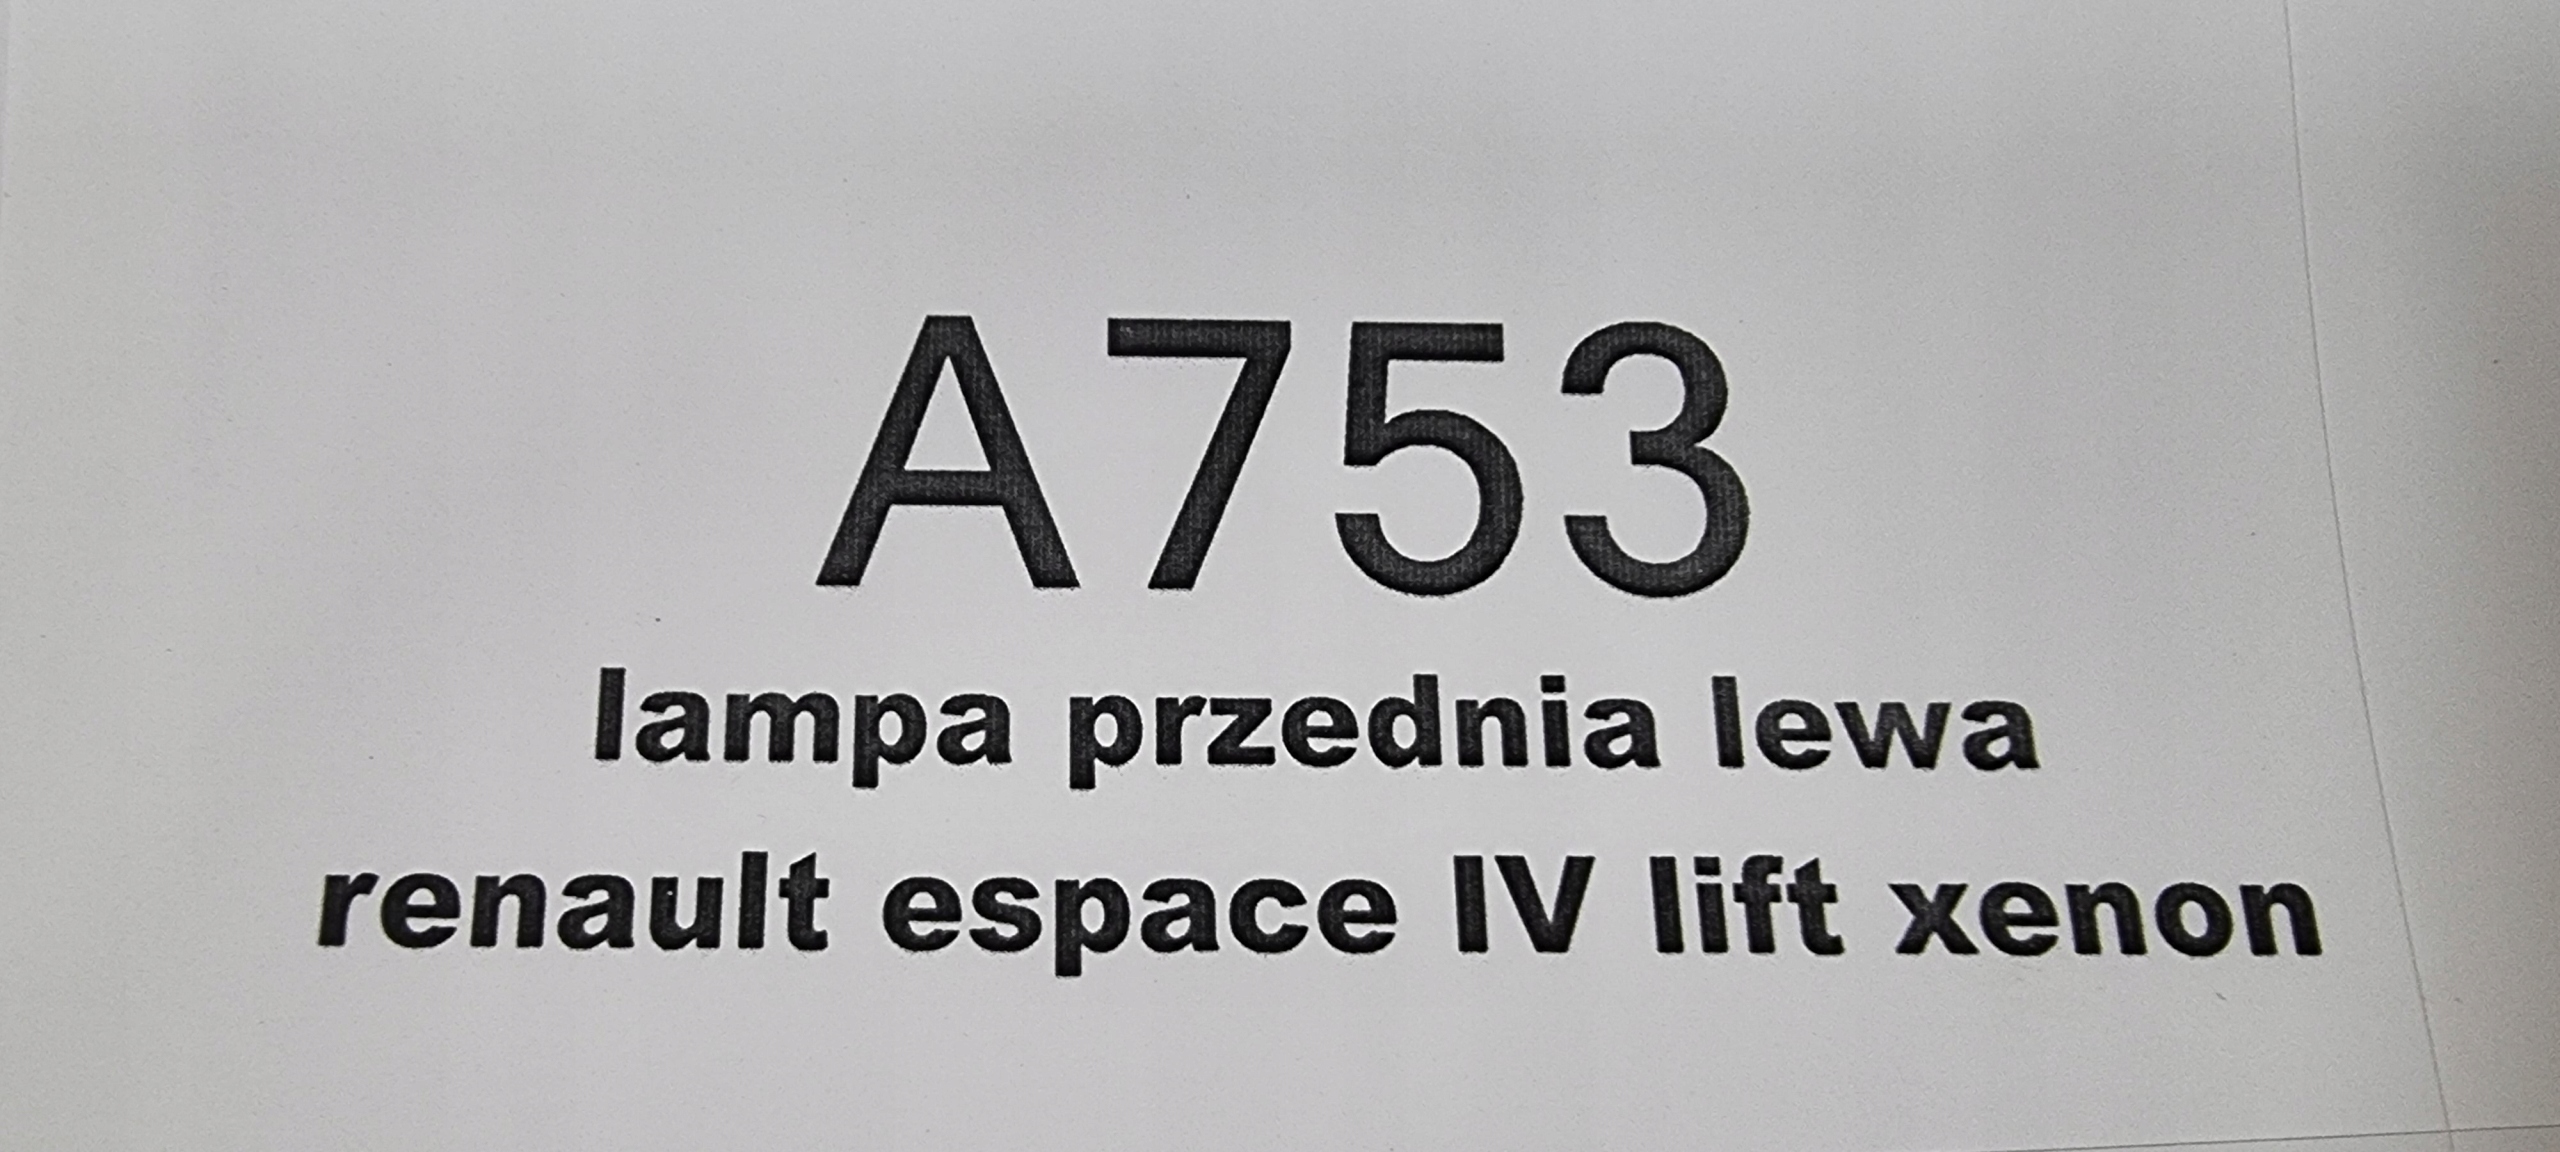 A753
lampa przednia lewa
renault espace IV lift xenon